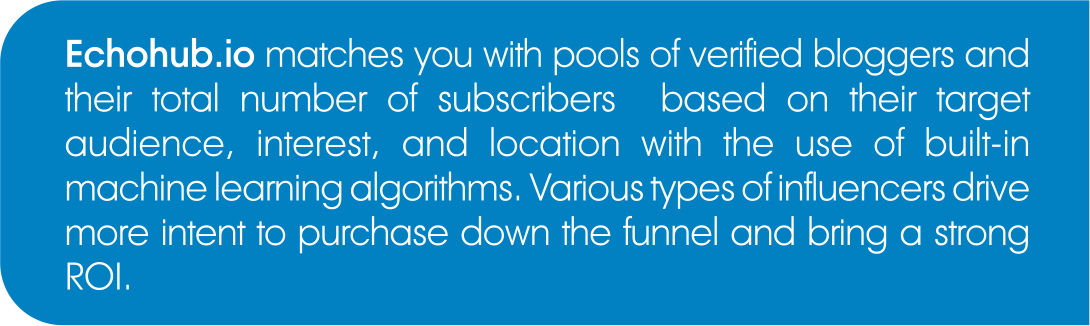 Echohub.io matches you with pools of verified bloggers and
their total number of subscribers  based on their target
audience, interest, and location with the use of built-in
machine learning algorithms. Various types of influencers drive
more intent to purchase down the funnel and bring a strong
ROI.